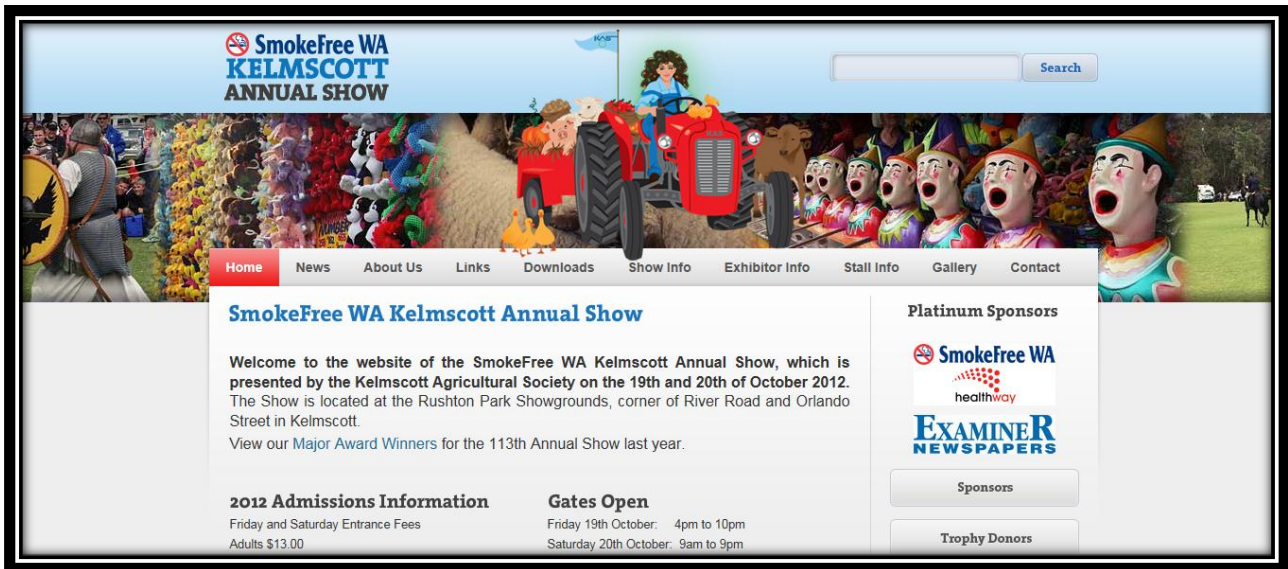 SmokeFree WA
KELMSCOTT
ANNUAL SHOW
KAS
Search
KAS
NUMBER
Home News About Us Links Downloads Show Info Exhibitor Info Stall Info Gallery Contact
SmokeFree WA Kelmscott Annual Show
Welcome to the website of the SmokeFree WA Kelmscott Annual Show, which is
presented by the Kelmscott Agricultural Society on the 19th and 20th of October 2012.
The Show is located at the Rushton Park Showgrounds, corner of River Road and Orlando
Street in Kelmscott.
View our Major Award Winners for the 113th Annual Show last year.
2012 Admissions Information
Friday and Saturday Entrance Fees
Adults $13.00
Gates Open
Friday 19th October: 4pm to 10pm
Saturday 20th October: 9am to 9pm
Platinum Sponsors
SmokeFree WA
healthway
EXAMINER
NEWSPAPERS
Sponsors
Trophy Donors